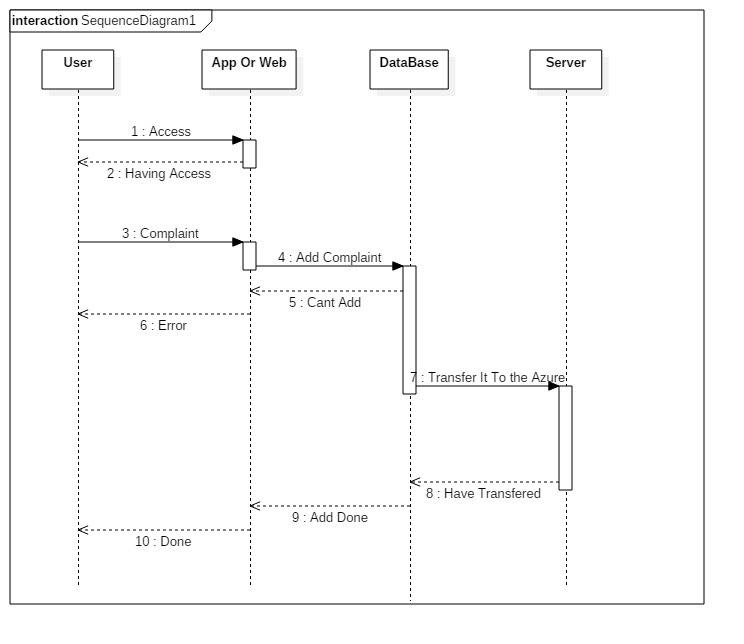 interaction SequenceDiagram1
User
App Or Web
DataBase
Server
1 : Access
2 : Having Access
3 : Complaint
4 : Add Complaint
5 : Cant Add
6 : Error
7 : Transfer It To the Azure
8 : Have Transfered
9 : Add Done
10 : Done